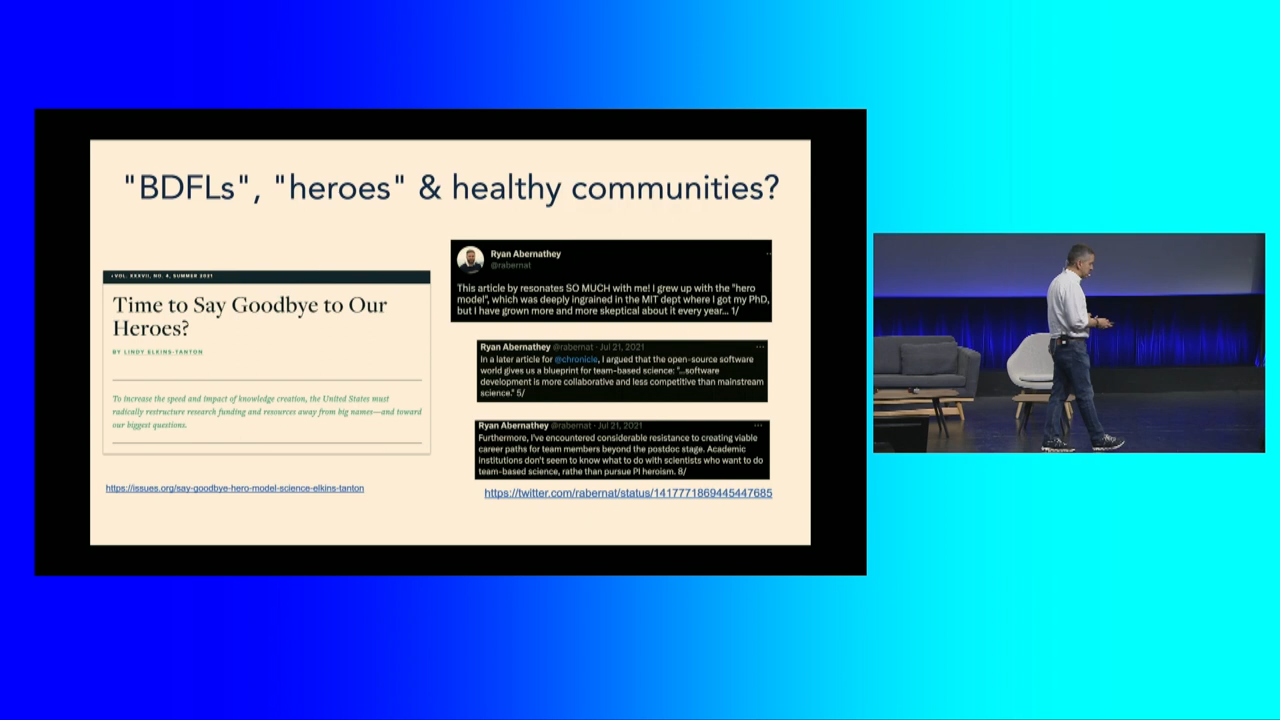 "BDFLs", "heroes" & healthy communities?
• VOL. XXXVII, NO. 4, SUMMER 2021
Time to Say Goodbye to Our
Heroes?
BY LINDY ELKINS-TANTON
To increase the speed and impact of knowledge creation, the United States must
radically restructure research funding and resources away from big names—and toward
our biggest questions.
https://issues.org/say-goodbye-hero-model-science-elkins-tanton
Ryan Abernathey
@rabernat
This article by resonates SO MUCH with me! I grew up with the "hero
model", which was deeply ingrained in the MIT dept where I got my PhD,
but I have grown more and more skeptical about it every year... 1/
Ryan Abernathey @rabernat · Jul 21, 2021
In a later article for @chronicle, I argued that the open-source software
world gives us a blueprint for team-based science: "...software
development is more collaborative and less competitive than mainstream
science." 5/
Ryan Abernathey @rabernat · Jul 21, 2021
Furthermore, I've encountered considerable resistance to creating viable
career paths for team members beyond the postdoc stage. Academic
institutions don't seem to know what to do with scientists who want to do
team-based science, rathe than pursue PI heroism. 8/
https://twitter.com/rabernat/status/1417771869445447685